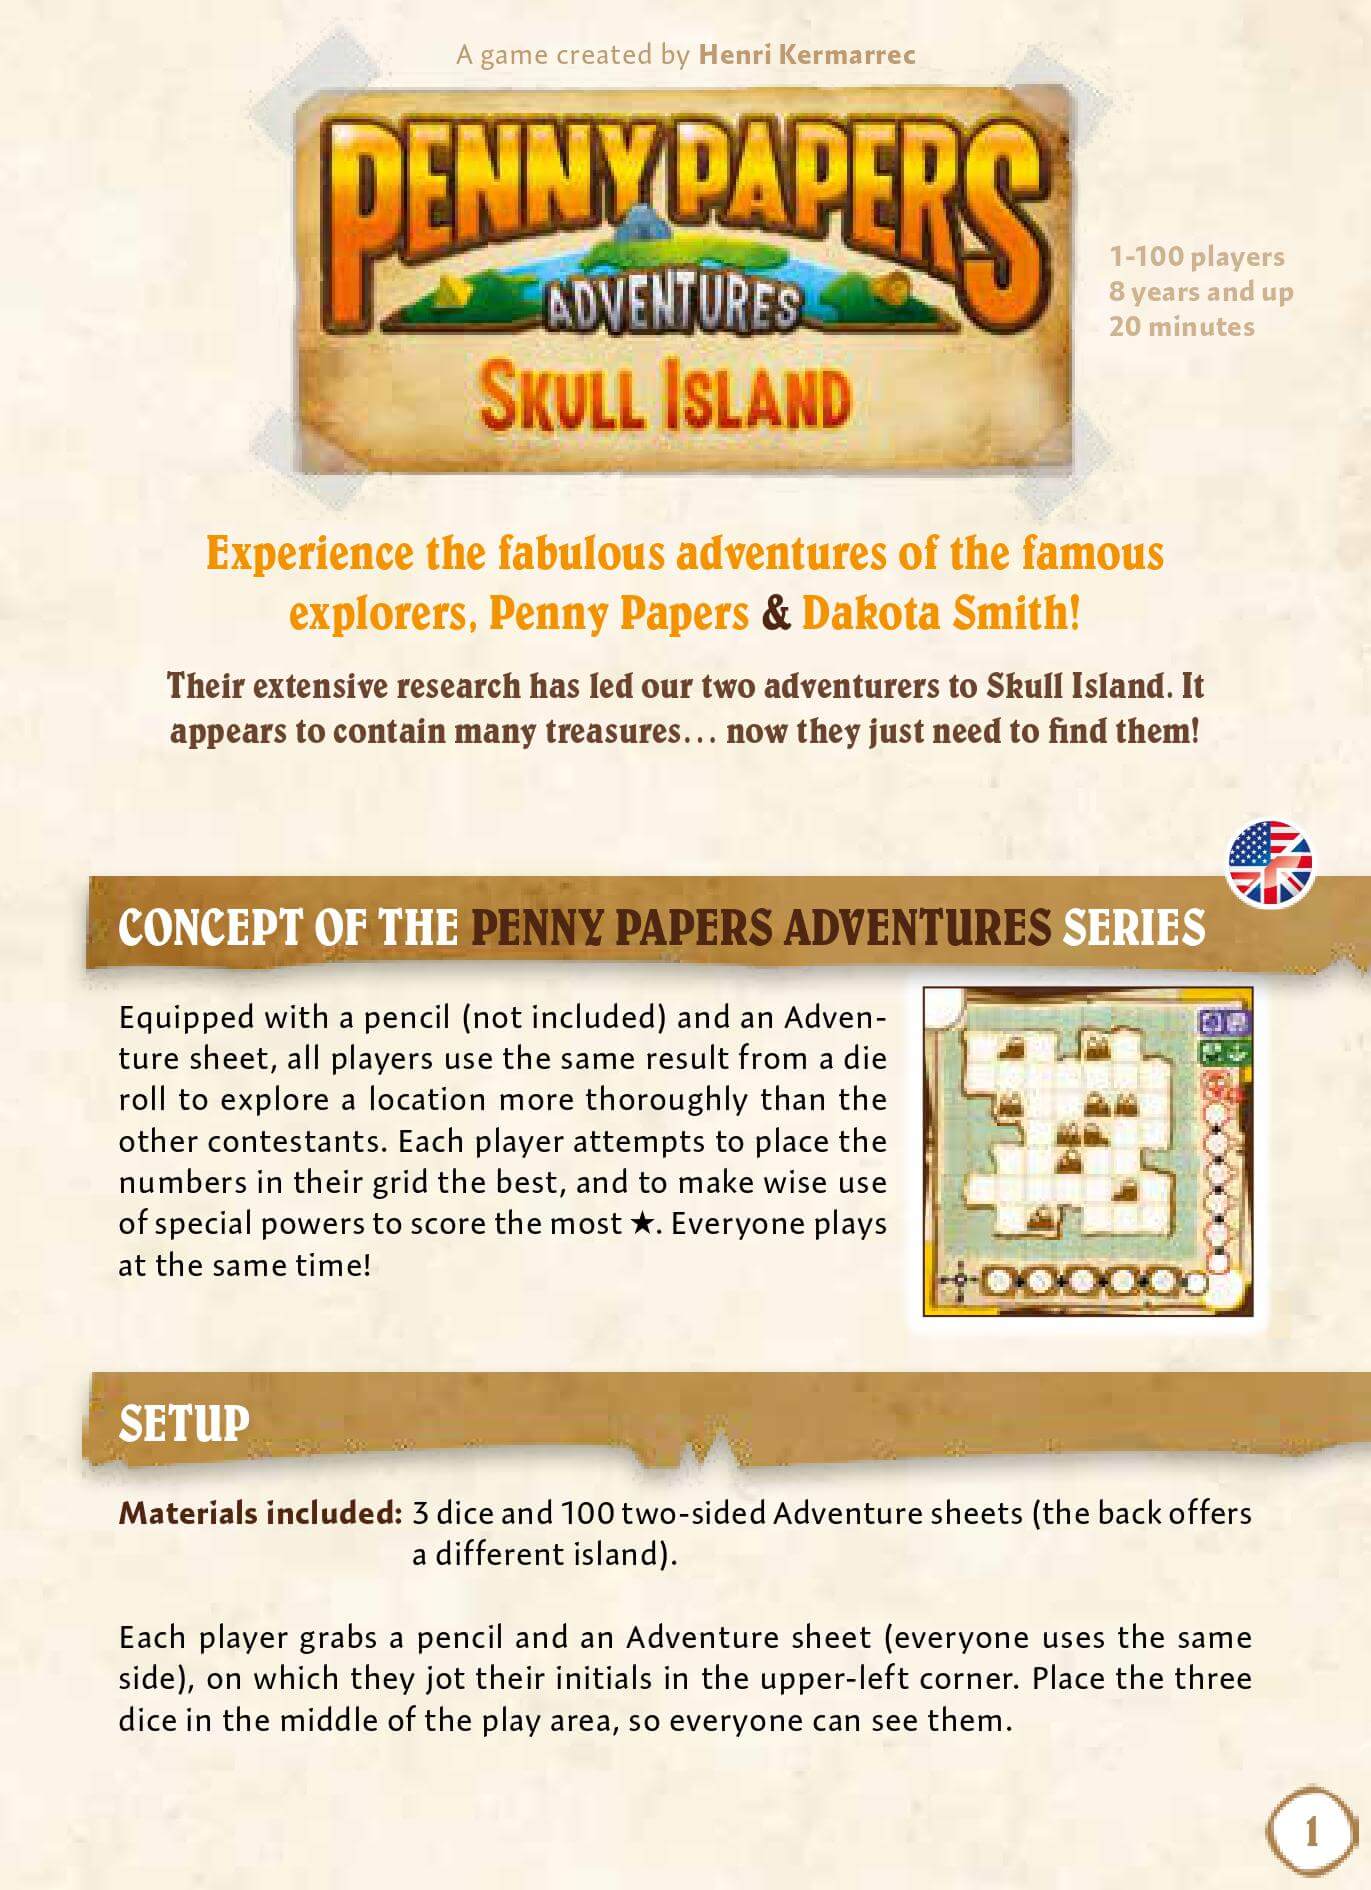 A game created by Henri Kermarrec
PENNY PAPERS
ADVENTURES
SKULL ISLAND
1-100 players
8 years and up
20 minutes
Experience the fabulous adventures of the famous
explorers, Penny Papers & Dakota Smith!
Their extensive research has led our two adventurers to Skull Island. It
appears to contain many treasures... now they just need to find them!
CONCEPT OF THE PENNY PAPERS ADVENTURES SERIES
Equipped with a pencil (not included) and an Adven-
ture sheet, all players use the same result from a die
roll to explore a location more thoroughly than the
other contestants. Each player attempts to place the
numbers in their grid the best, and to make wise use
of special powers to score the most ★. Everyone plays
at the same time!
SETUP
Materials included: 3 dice and 100 two-sided Adventure sheets (the back offers
a different island).
Each player grabs a pencil and an Adventure sheet (everyone uses the same
side), on which they jot their initials in the upper-left corner. Place the three
dice in the middle of the play area, so everyone can see them.
1